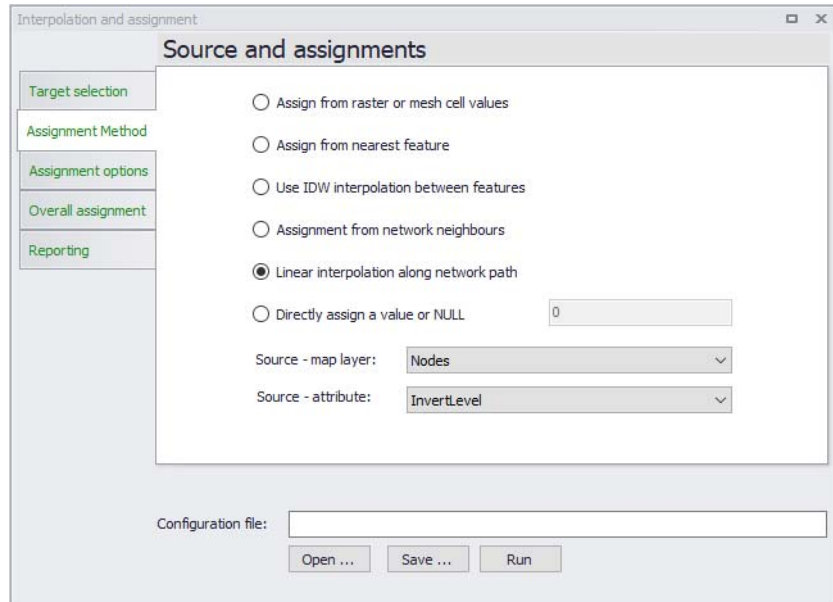 Interpolation and assignment
Source and assignments
Target selection
Assignment Method
Assignment options
Overall assignment
Reporting
Assign from raster or mesh cell values
Assign from nearest feature
Use IDW interpolation between features
Assignment from network neighbours
Linear interpolation along network path
Directly assign a value or NULL 0
Source - map layer: Nodes
Source - attribute: InvertLevel
Configuration file:
Open ... Save ... Run